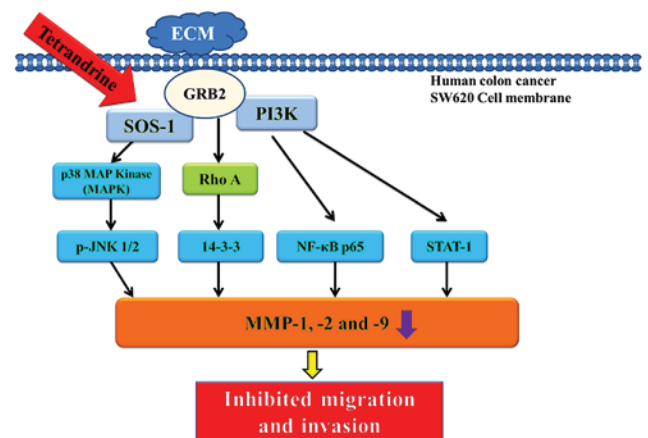 ECM
Tetrandrine
Human colon cancer
SW620 Cell membrane
GRB2
SOS-1
PI3K
p38 MAP Kinase
(MAPK)
Rho A
p-JNK 1/2
14-3-3
NF-κB p65
STAT-1
MMP-1, -2 and -9
Inhibited migration
and invasion